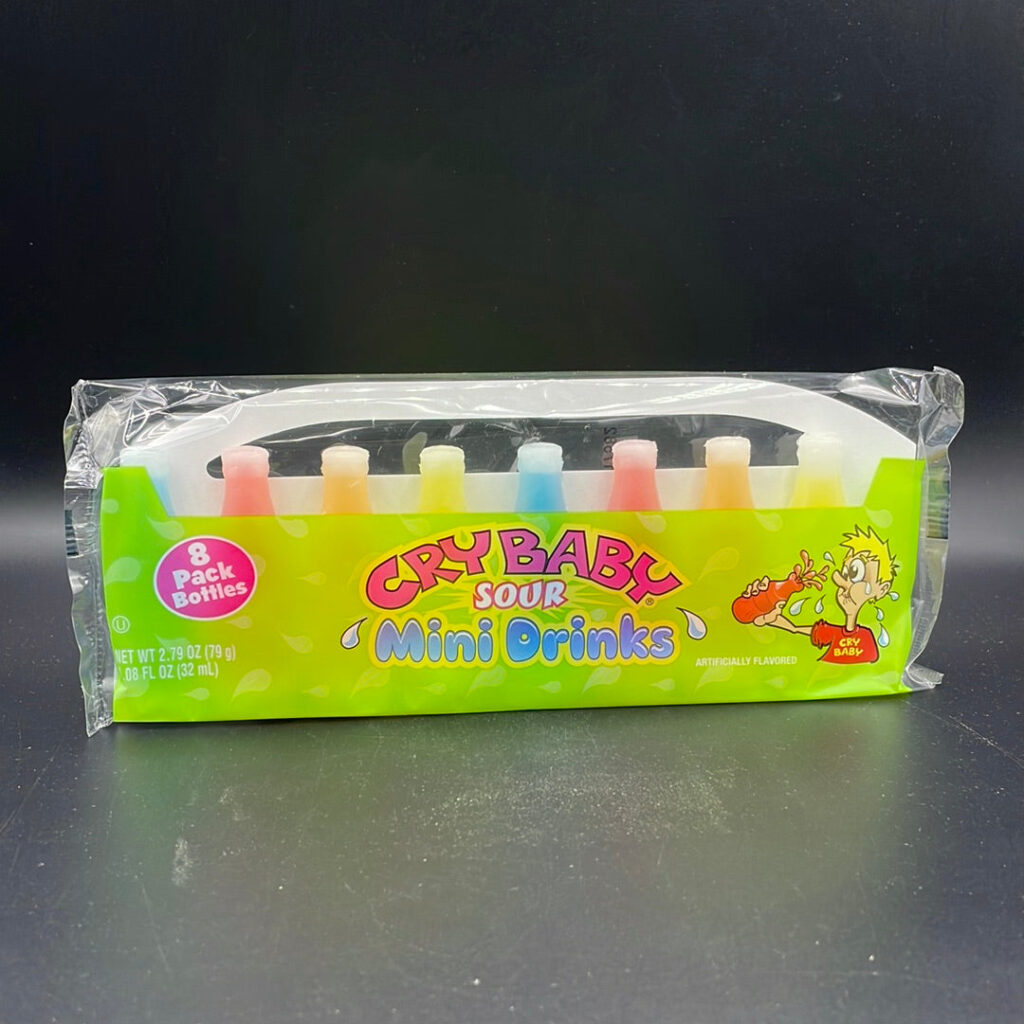 8
Pack
Bottles
CRY BABY®
SOUR
Mini Drinks
CRY
BABY
ARTIFICIALLY FLAVORED
U
NET WT 2.79 OZ (79 g)
.08 FL OZ (32 mL)